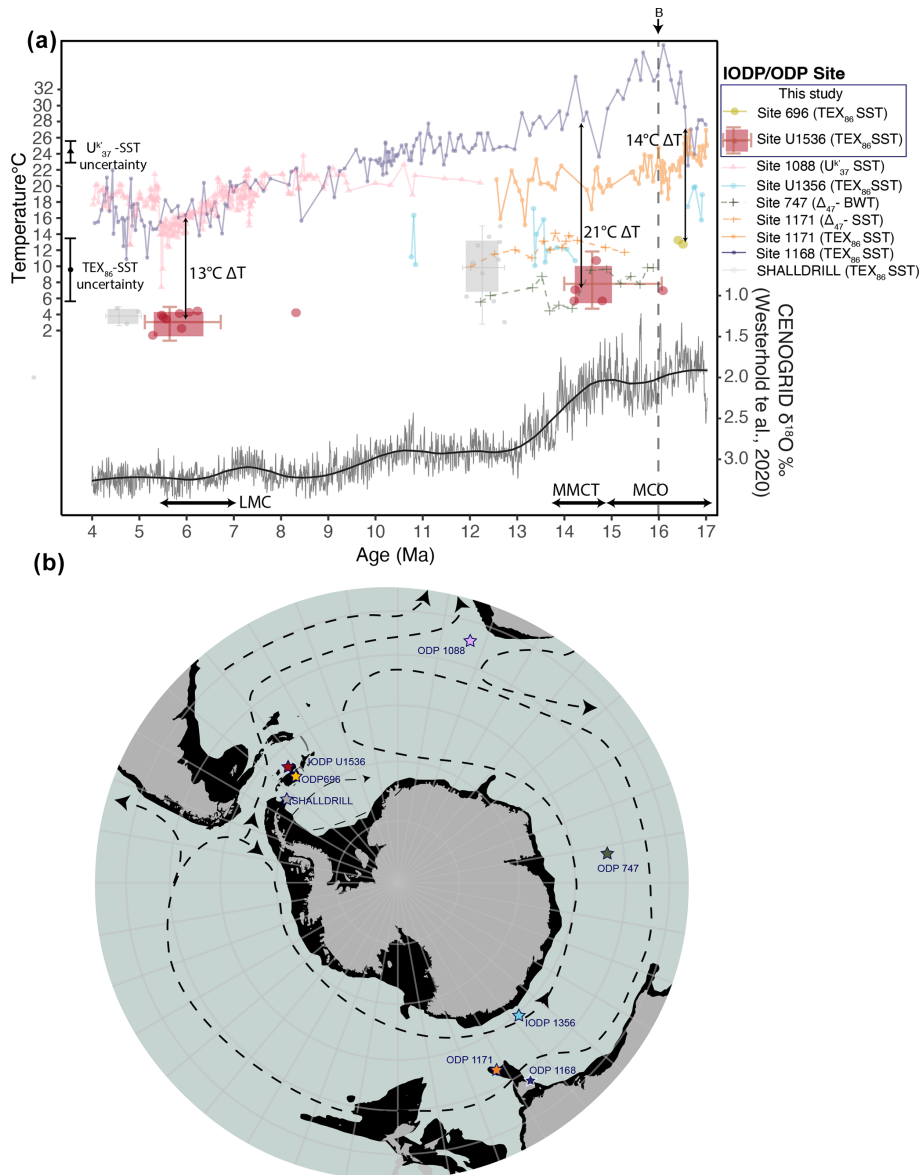 B
(a)
32
30
28
26
24
22
20
18
16
14
12
10
8
6
4
2
Temperature°C
Uk'37-SST
uncertainty
TEX86-SST
uncertainty
13°C ΔT
21°C ΔT
14°C ΔT
1.0
1.5
2.0
2.5
3.0
CENOGRID δ18O ‰
(Westerhold te al., 2020)
LMC
MMCT
MCO
4 5 6 7 8 9 10 11 12 13 14 15 16 17
Age (Ma)
IODP/ODP Site
This study
Site 696 (TEX86 SST)
Site U1536 (TEX86SST)
Site 1088 (Uk'37 SST)
Site U1356 (TEX86SST)
Site 747 (Δ47- BWT)
Site 1171 (Δ47- SST)
Site 1171 (TEX86 SST)
Site 1168 (TEX86 SST)
SHALLDRILL (TEX86 SST)
(b)
ODP 1088
IODP U1536
ODP696
SHALLDRILL
ODP 747
IODP 1356
ODP 1171
ODP 1168